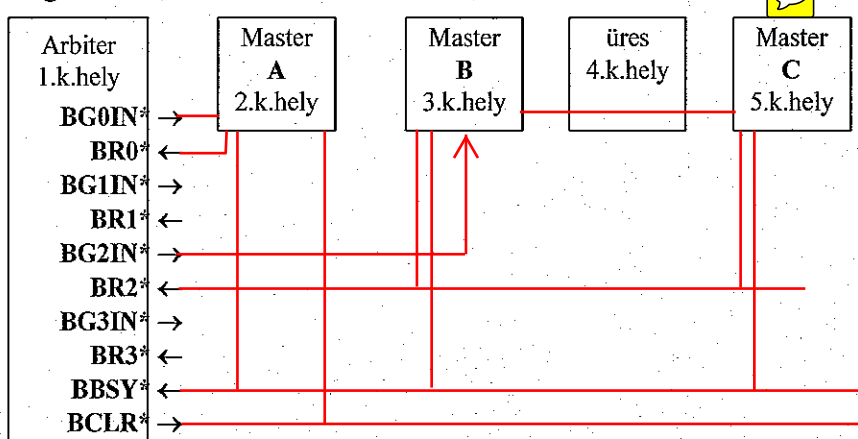 Arbiter
1.k.hely
BG0IN* →
BR0* ←
BG1IN* →
BR1* ←
BG2IN* →
BR2* ←
BG3IN* →
BR3* ←
BBSY* ←
BCLR* →
Master
A
2.k.hely
Master
B
3.k.hely
üres
4.k.hely
Master
C
5.k.hely